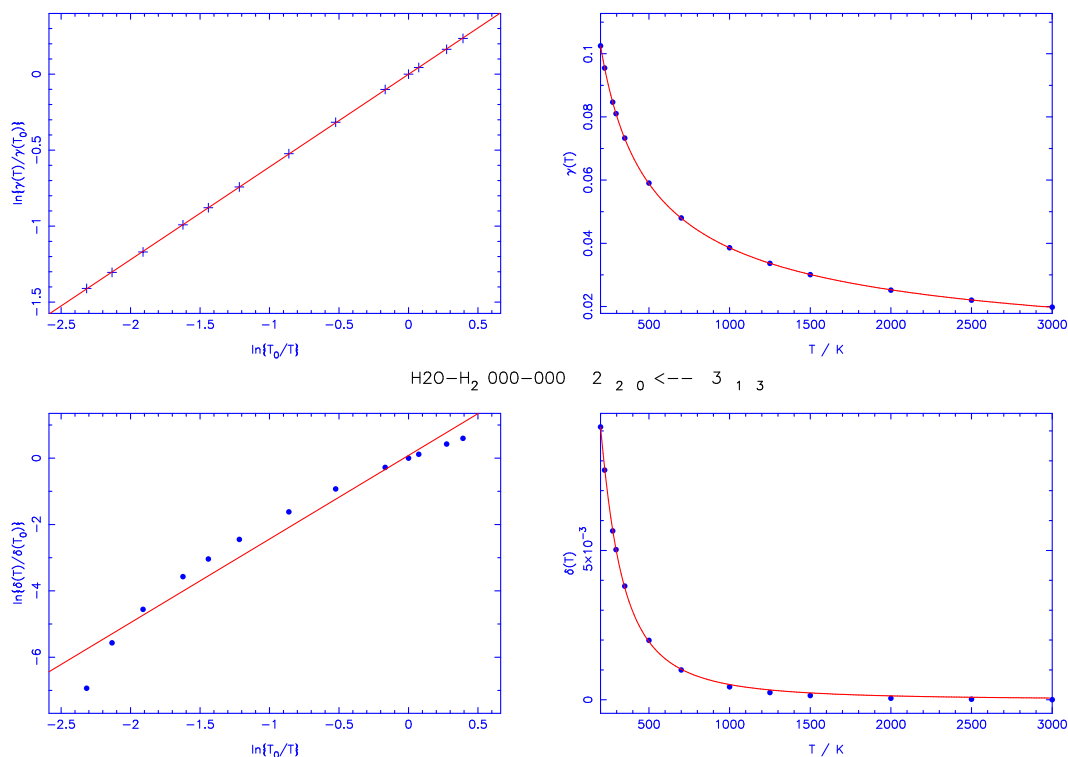 ln{γ(T)/γ(T₀)}
0
−0.5
−1
−1.5
−2.5 −2 −1.5 −1 −0.5 0 0.5
ln{T₀/T}
γ(T)
0.1
0.08
0.06
0.04
0.02
500 1000 1500 2000 2500 3000
T / K
H2O−H₂ 000−000 2 ₂ ₀ <−− 3 ₁ ₃
ln{δ(T)/δ(T₀)}
0
−2
−4
−6
−2.5 −2 −1.5 −1 −0.5 0 0.5
ln{T₀/T}
δ(T)
5×10⁻³
0
500 1000 1500 2000 2500 3000
T / K